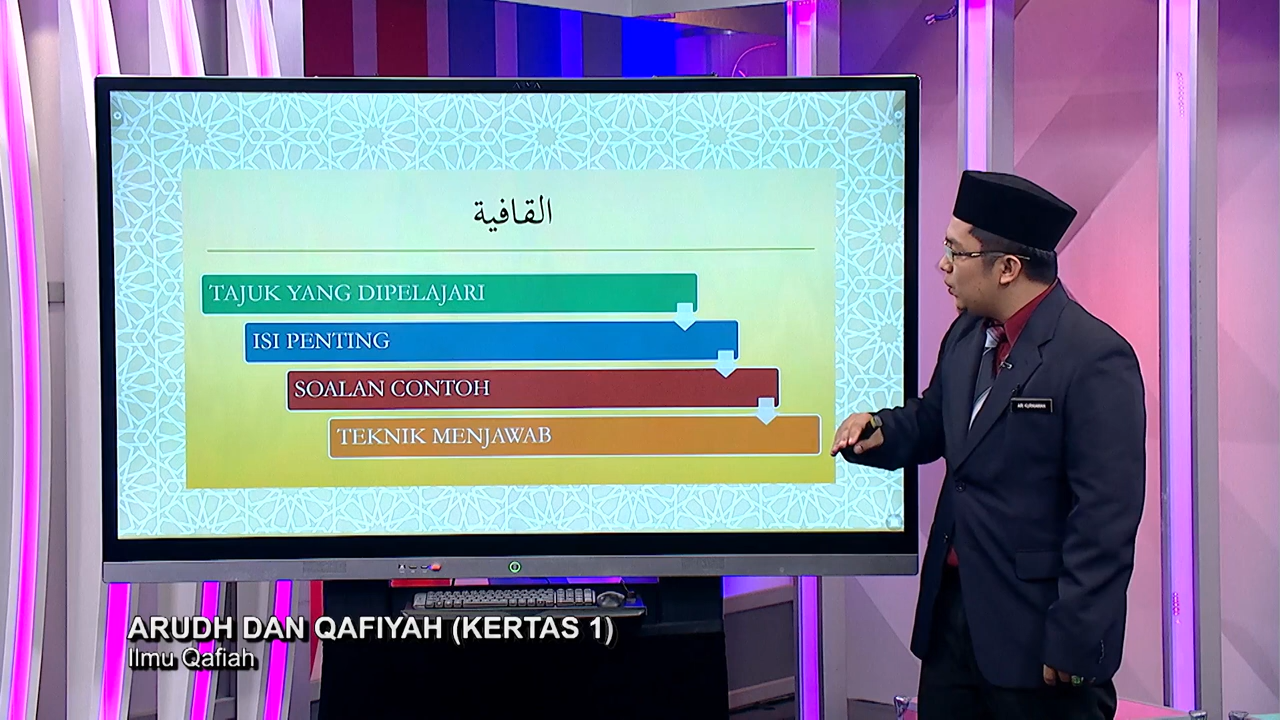 القافية
TAJUK YANG DIPELAJARI
ISI PENTING
SOALAN CONTOH
TEKNIK MENJAWAB
ARUDH DAN QAFIYAH (KERTAS 1)
Ilmu Qafiah